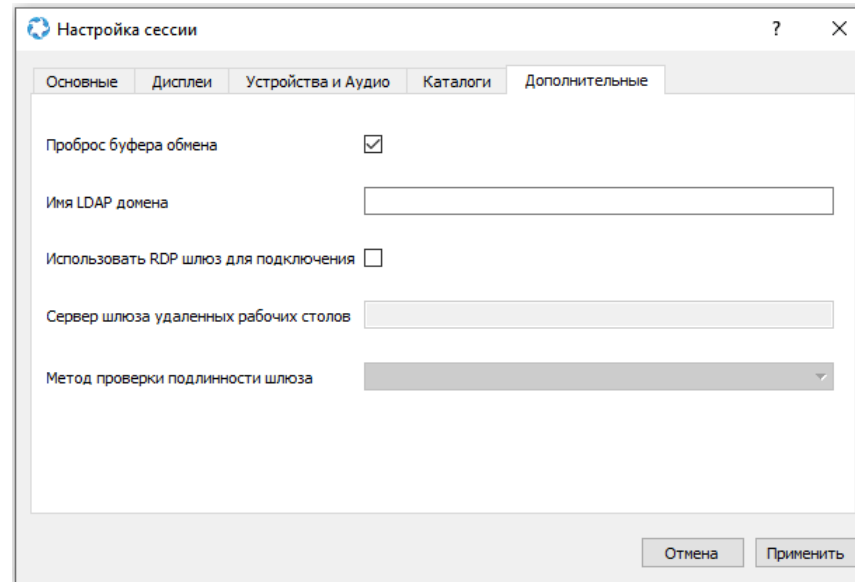 Настройка сессии
Основные Дисплеи Устройства и Аудио Каталоги Дополнительные
Проброс буфера обмена
Имя LDAP домена
Использовать RDP шлюз для подключения
Сервер шлюза удаленных рабочих столов
Метод проверки подлинности шлюза
Отмена Применить